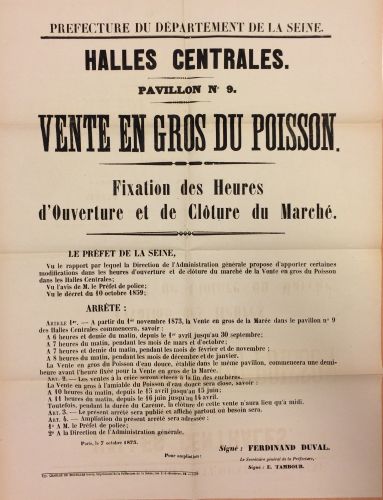 PREFECTURE DU DÉPARTEMENT DE LA SEINE.
HALLES CENTRALES.
PAVILLON N° 9.
VENTE EN GROS DU POISSON.
Fixation des Heures
d'Ouverture et de Clôture du Marché.
LE PRÉFET DE LA SEINE,
Vu le rapport par lequel la Direction de l'Administration générale propose d'apporter certaines
modifications dans les heures d'ouverture et de clôture du marché de la Vente en gros du Poisson
dans les Halles Centrales;
Vu l'avis de M. le Préfet de police;
Vu le décret du 10 octobre 1859;
ARRÊTE :
ARTICLE 1er. — A partir du 1er novembre 1873, la Vente en gros de la Marée dans le pavillon n° 9
des Halles Centrales commencera, savoir :
A 6 heures et demie du matin, depuis le 1er avril jusqu'au 30 septembre;
A 7 heures du matin, pendant les mois de mars et d'octobre;
A 7 heures et demie du matin, pendant les mois de février et de novembre;
A 8 heures du matin, pendant les mois de décembre et de janvier.
La Vente en gros du Poisson d'eau douce, établie dans le même pavillon, commencera une demi-
heure avant l'heure fixée pour la Vente en gros de la Marée.
ART. 2. — Les ventes à la criée seront closes à la fin des enchères.
La Vente en gros à l'amiable du Poisson d'eau douce sera close, savoir :
A 10 heures du matin, depuis le 15 avril jusqu'au 15 juin;
A 11 heures du matin, depuis le 16 juin jusqu'au 14 avril.
Toutefois, pendant la durée du Carême, la clôture de cette vente n'aura lieu qu'à midi.
ART. 3. — Le présent arrêté sera publié et affiché partout où besoin sera.
ART. 4. — Ampliation du présent arrêté sera adressée :
1° A M. le Préfet de police;
2° A la Direction de l'Administration générale.
Paris, le 7 octobre 1873.
Signé : FERDINAND DUVAL.
Pour ampliation :
Le Secrétaire général de la Préfecture,
Signé : E. TAMBOUR.